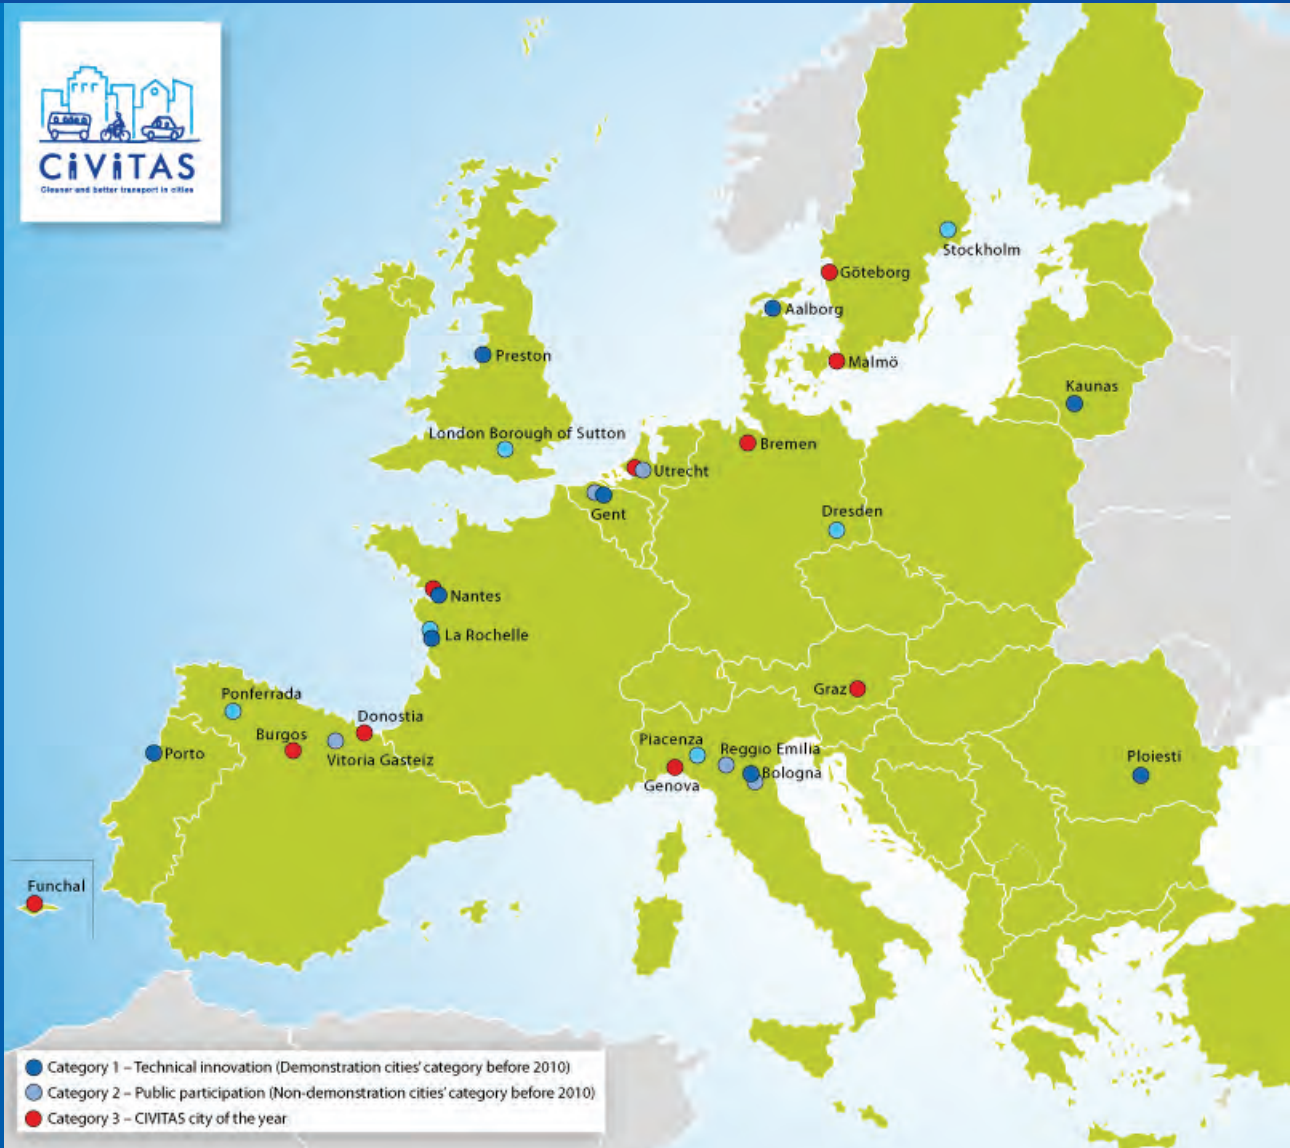 CiViTAS
Cleaner and better transport in cities
Stockholm
Göteborg
Aalborg
Preston
Malmö
Kaunas
London Borough of Sutton
Bremen
Utrecht
Gent
Dresden
Nantes
La Rochelle
Ponferrada
Graz
Donostia
Burgos
Piacenza
Reggio Emilia
Porto
Vitoria Gasteiz
Ploiesti
Bologna
Genova
Funchal
Category 1 – Technical innovation (Demonstration cities' category before 2010)
Category 2 – Public participation (Non-demonstration cities' category before 2010)
Category 3 – CIVITAS city of the year